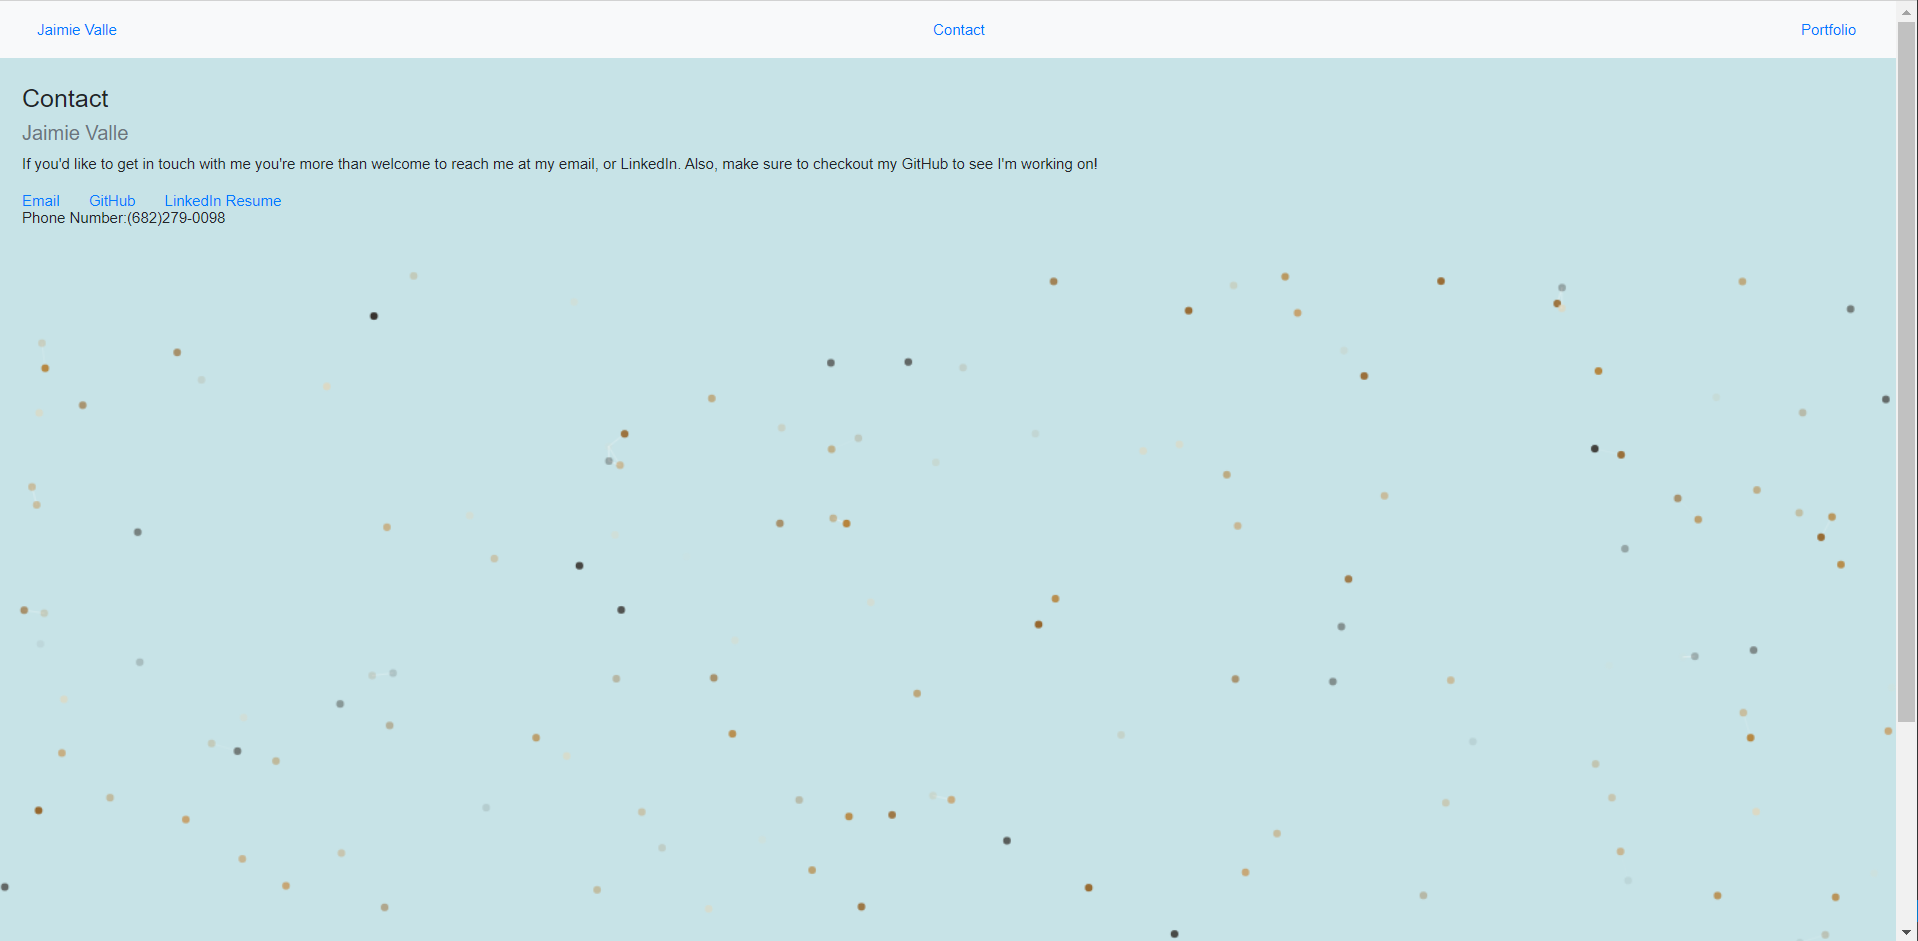 Jaimie Valle Contact Portfolio
Contact
Jaimie Valle
If you'd like to get in touch with me you're more than welcome to reach me at my email, or LinkedIn. Also, make sure to checkout my GitHub to see I'm working on!
Email GitHub LinkedIn Resume
Phone Number:(682)279-0098